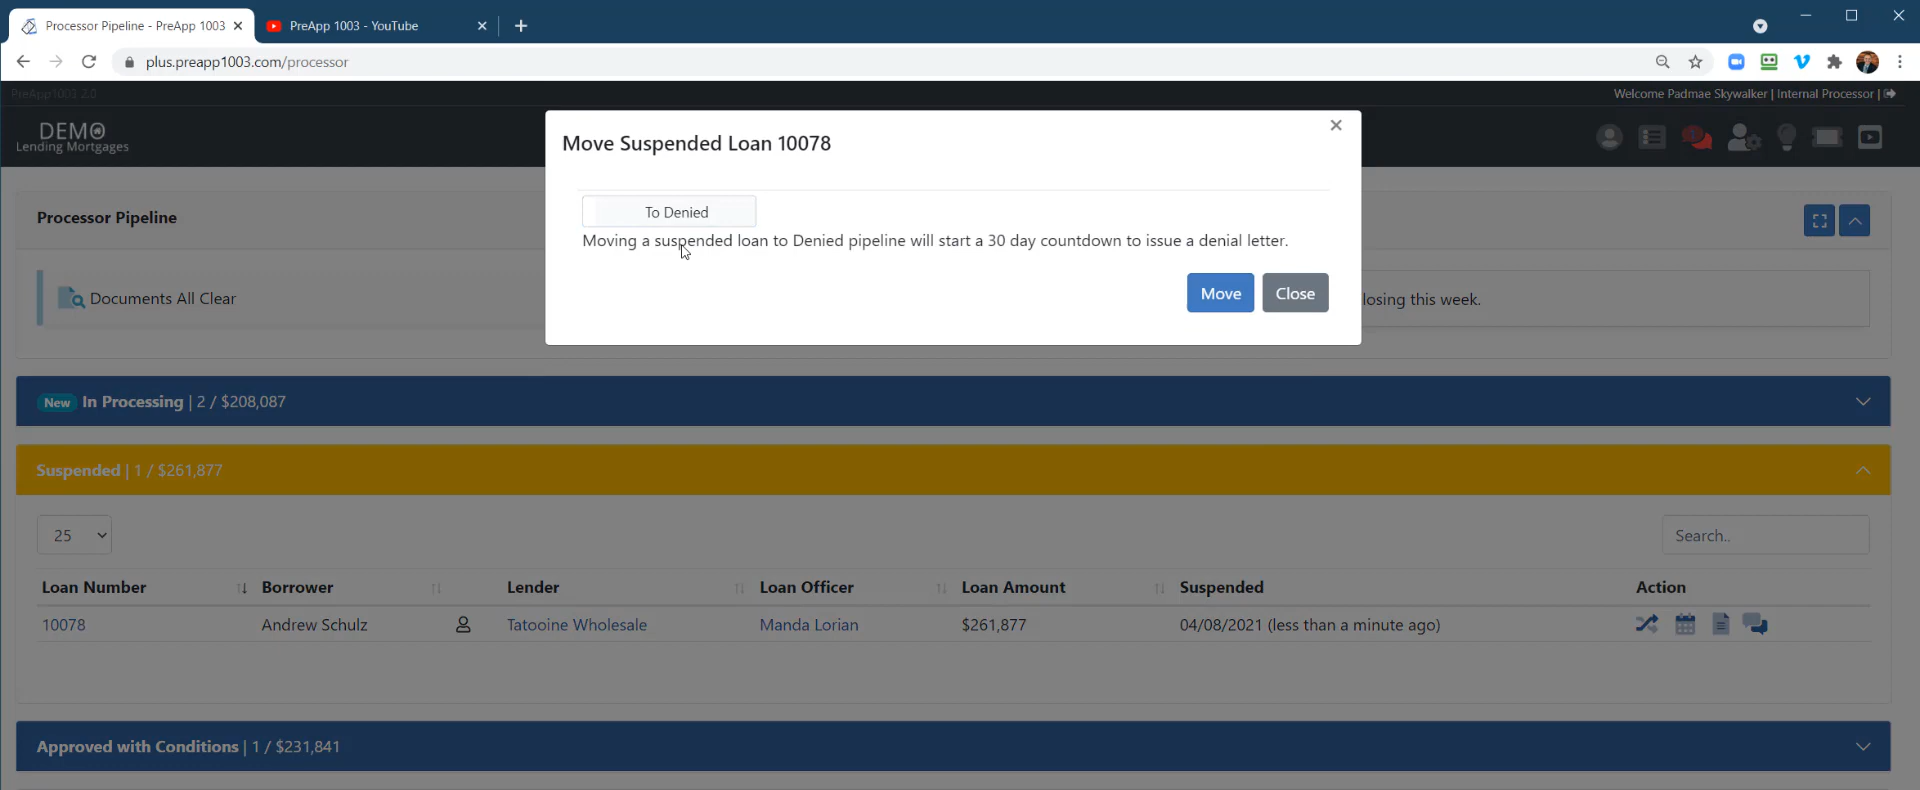 Processor Pipeline - PreApp 1003
PreApp 1003 - YouTube
plus.preapp1003.com/processor
PreApp1003 2.0
Welcome Padmae Skywalker | Internal Processor |
DEMO
Lending Mortgages
Move Suspended Loan 10078
To Denied
Moving a suspended loan to Denied pipeline will start a 30 day countdown to issue a denial letter.
Move
Close
Processor Pipeline
Documents All Clear
losing this week.
New In Processing | 2 / $208,087
Suspended | 1 / $261,877
25
Search..
Loan Number Borrower Lender Loan Officer Loan Amount Suspended Action
10078 Andrew Schulz Tatooine Wholesale Manda Lorian $261,877 04/08/2021 (less than a minute ago)
Approved with Conditions | 1 / $231,841